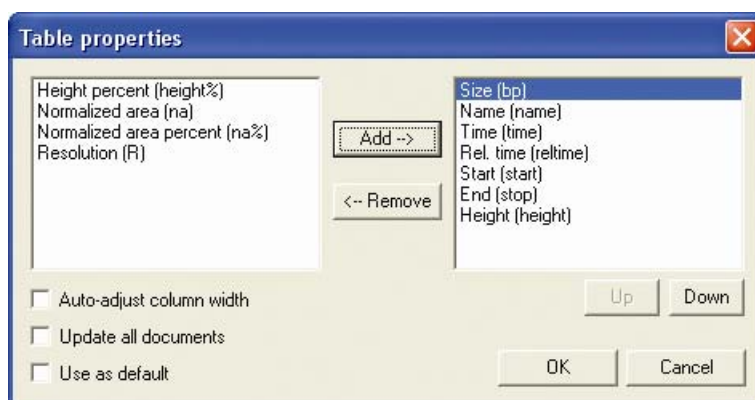 Table properties
Height percent (height%)
Normalized area (na)
Normalized area percent (na%)
Resolution (R)
Add -->
<-- Remove
Size (bp)
Name (name)
Time (time)
Rel. time (reltime)
Start (start)
End (stop)
Height (height)
Up
Down
Auto-adjust column width
Update all documents
Use as default
OK
Cancel